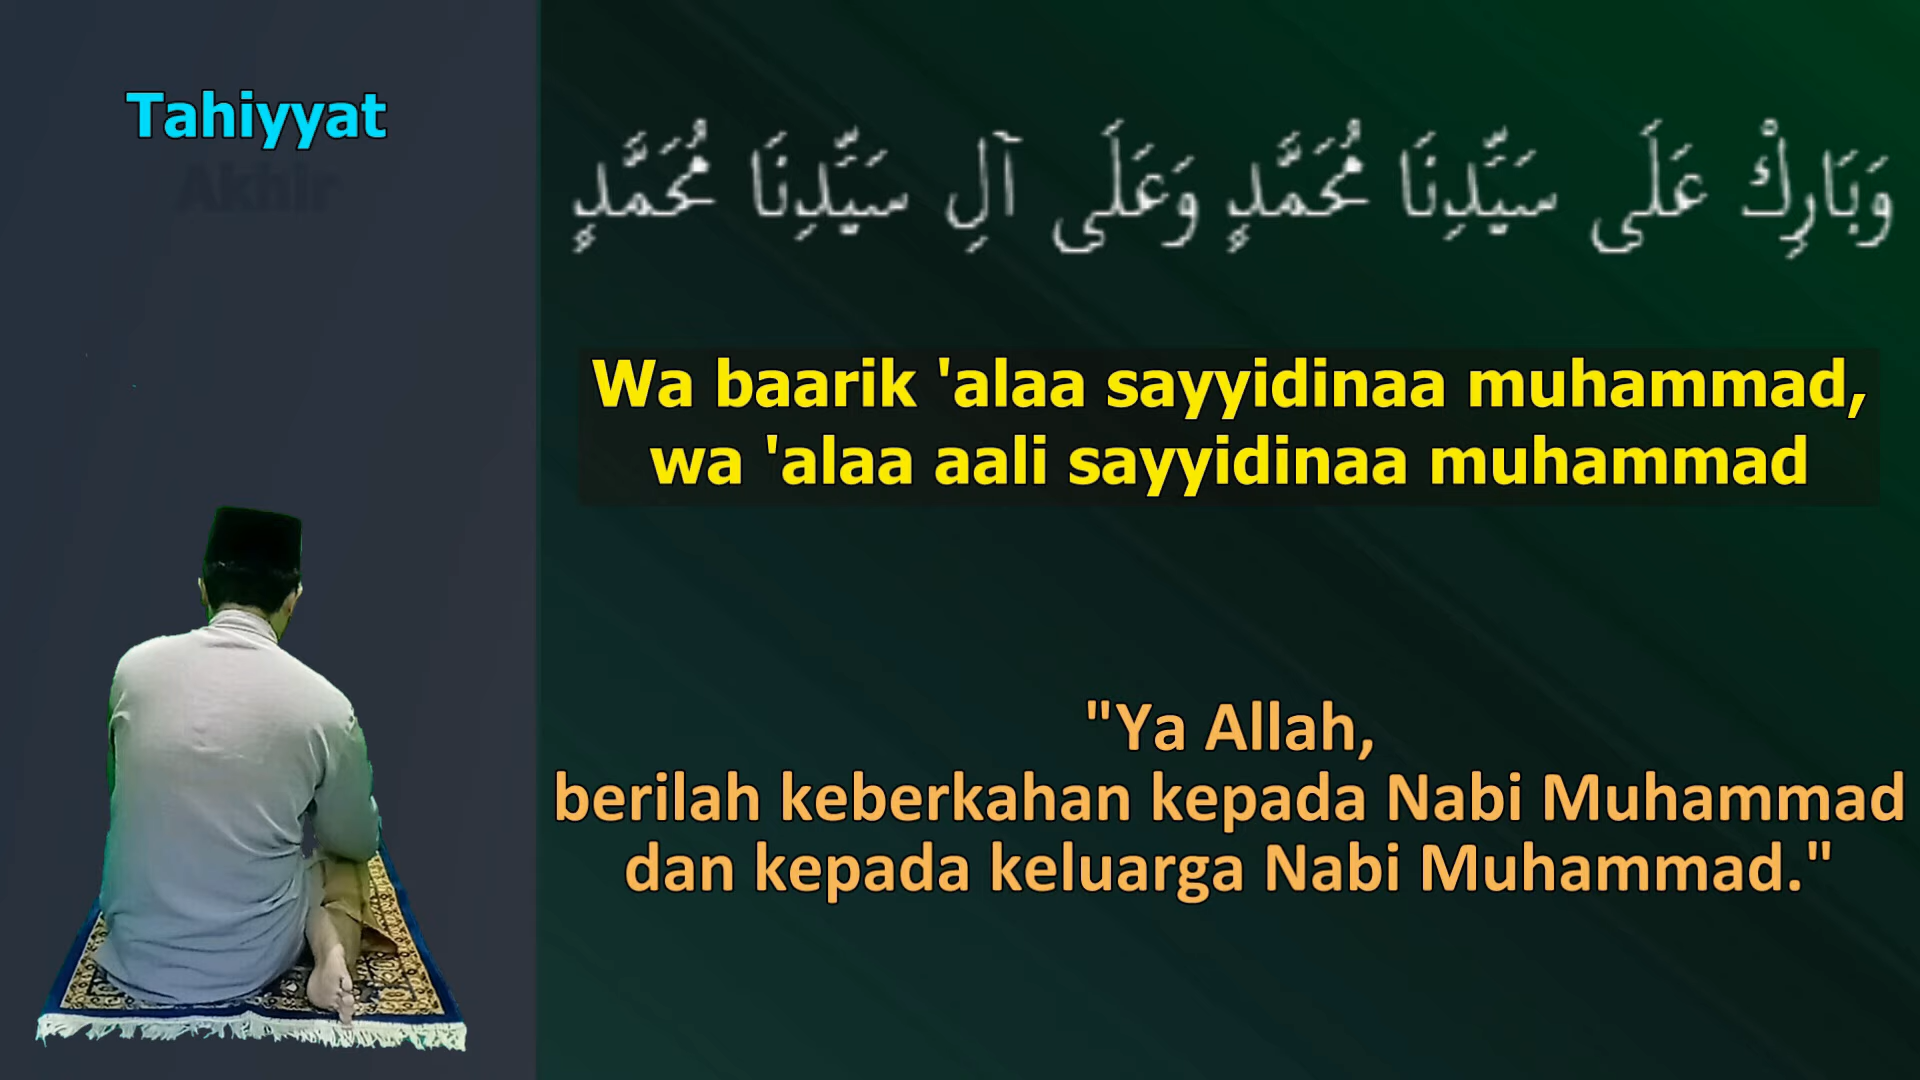 Tahiyyat
Akhir
وَبَارِكْ عَلَى سَيِّدِنَا مُحَمَّدٍ وَعَلَى آلِ سَيِّدِنَا مُحَمَّدٍ
Wa baarik 'alaa sayyidinaa muhammad,
wa 'alaa aali sayyidinaa muhammad
"Ya Allah,
berilah keberkahan kepada Nabi Muhammad
dan kepada keluarga Nabi Muhammad."